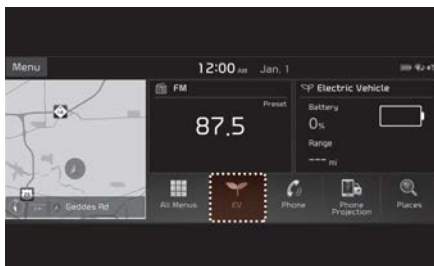 Menu
12:00 AM Jan. 1
FM
Preset
87.5
Electric Vehicle
Battery
0%
Range
--- mi
Geddes Rd
All Menus
EV
Phone
Phone
Projection
Places